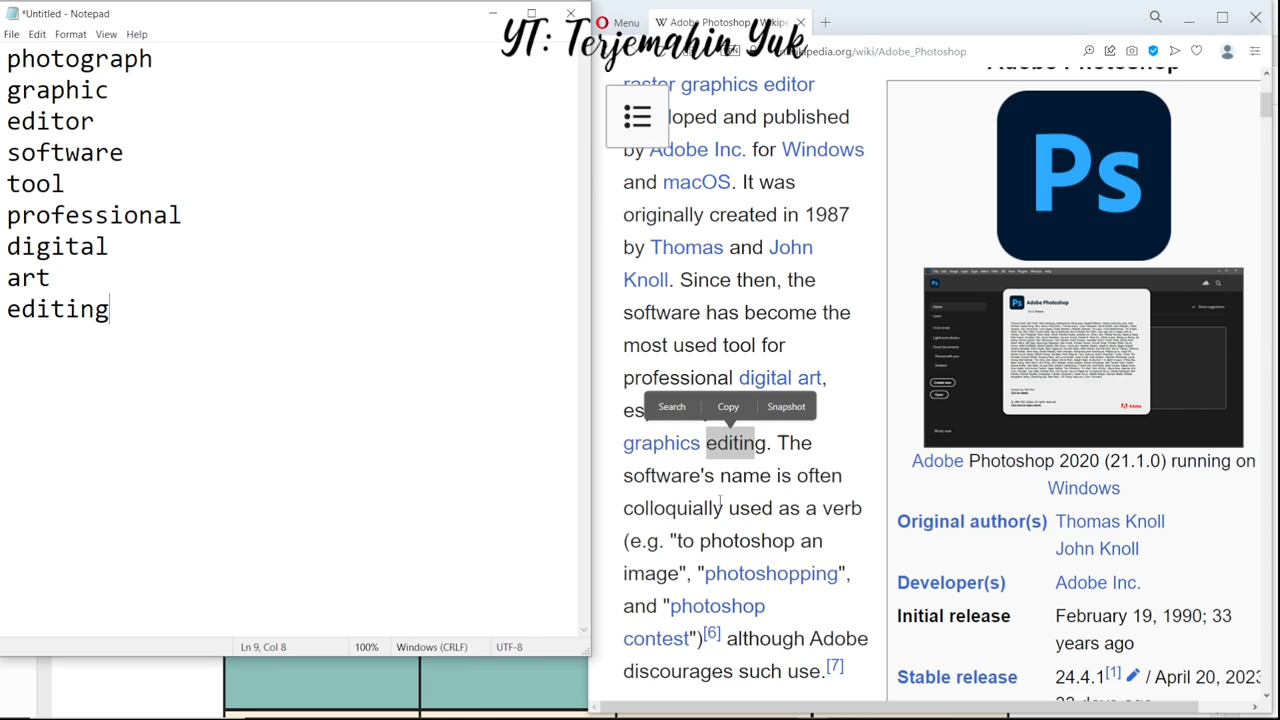 *Untitled - Notepad
File Edit Format View Help
photograph
graphic
editor
software
tool
professional
digital
art
editing
Ln 9, Col 8 100% Windows (CRLF) UTF-8
YT: Terjemahin Yuk
Menu
Adobe Photoshop - Wikipe
wikipedia.org/wiki/Adobe_Photoshop
raster graphics editor
loped and published
by Adobe Inc. for Windows
and macOS. It was
originally created in 1987
by Thomas and John
Knoll. Since then, the
software has become the
most used tool for
professional digital art,
Search Copy Snapshot
graphics editing. The
software's name is often
colloquially used as a verb
(e.g. "to photoshop an
image", "photoshopping",
and "photoshop
contest")[6] although Adobe
discourages such use.[7]
Adobe Photoshop
Ps
Adobe Photoshop
Adobe
Adobe Photoshop 2020 (21.1.0) running on
Windows
Original author(s) Thomas Knoll
John Knoll
Developer(s) Adobe Inc.
Initial release February 19, 1990; 33
years ago
Stable release 24.4.1[1] / April 20, 2023